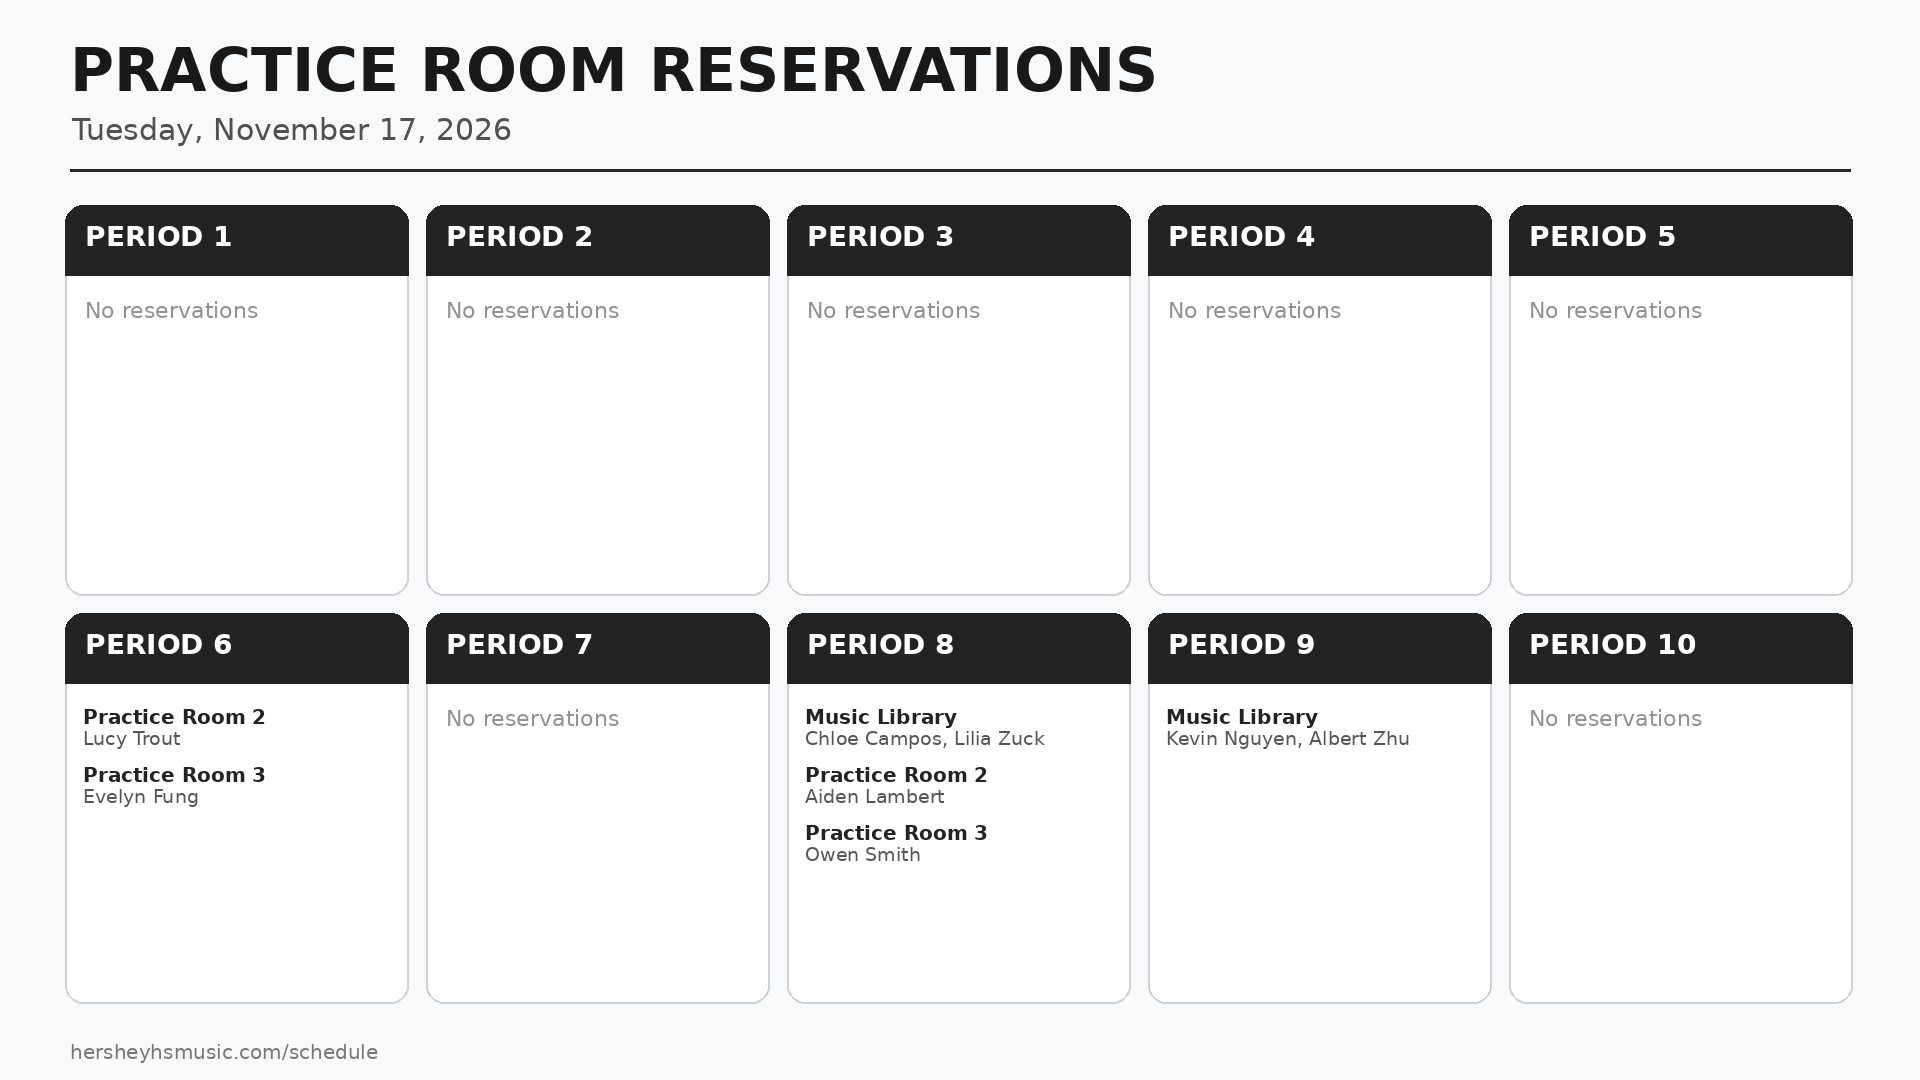 PRACTICE ROOM RESERVATIONS
Tuesday, November 17, 2026
PERIOD 1
No reservations
PERIOD 2
No reservations
PERIOD 3
No reservations
PERIOD 4
No reservations
PERIOD 5
No reservations
PERIOD 6
Practice Room 2
Lucy Trout
Practice Room 3
Evelyn Fung
PERIOD 7
No reservations
PERIOD 8
Music Library
Chloe Campos, Lilia Zuck
Practice Room 2
Aiden Lambert
Practice Room 3
Owen Smith
PERIOD 9
Music Library
Kevin Nguyen, Albert Zhu
PERIOD 10
No reservations
hersheyhsmusic.com/schedule